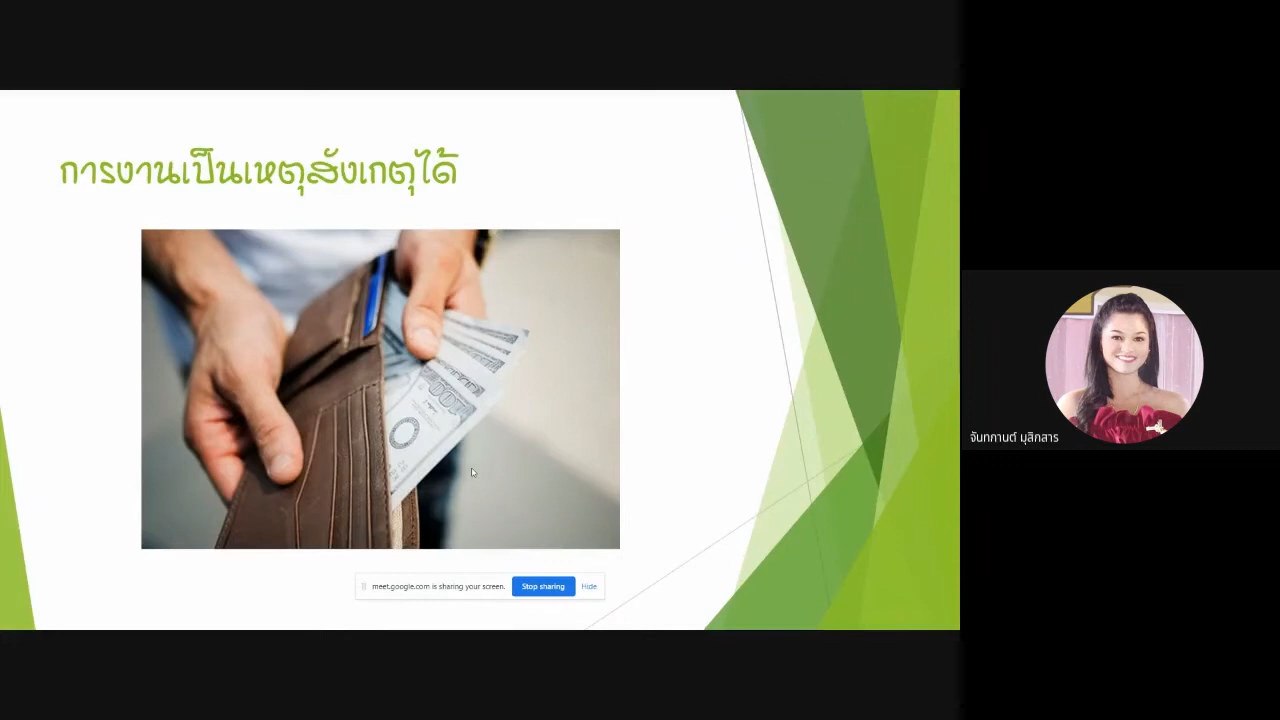 การงานเป็นเหตุสังเกตุได้
100
meet.google.com is sharing your screen. Stop sharing Hide
จันทกานต์ มุสิกสาร